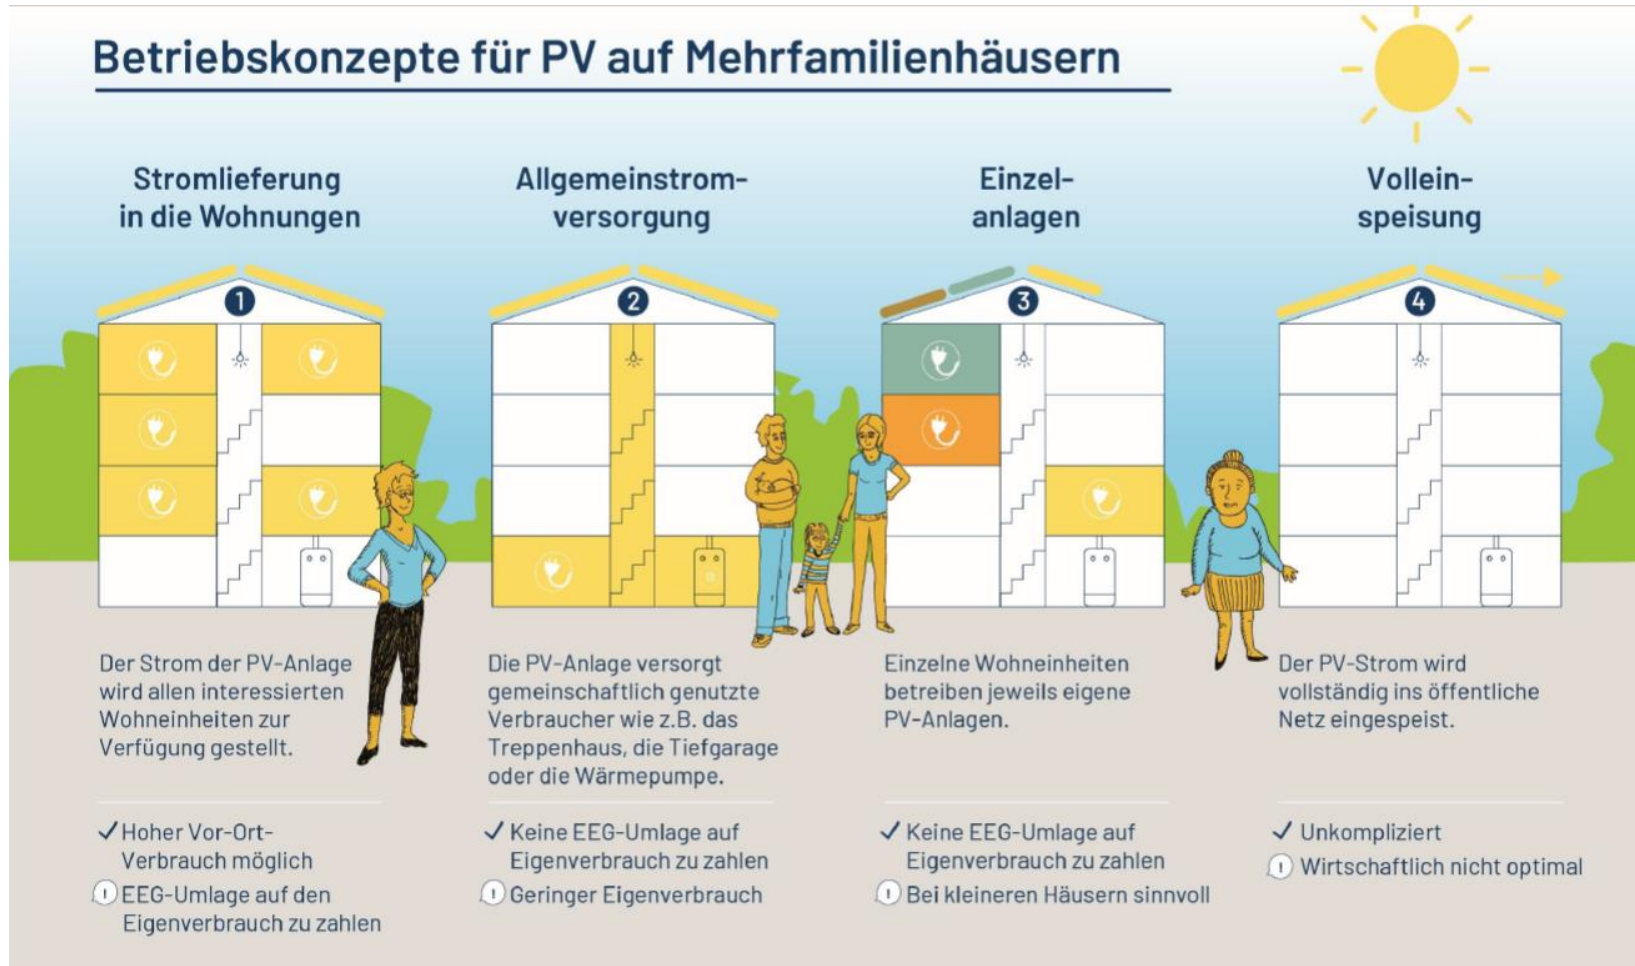 Betriebskonzepte für PV auf Mehrfamilienhäusern
Stromlieferung
in die Wohnungen
1
Der Strom der PV-Anlage
wird allen interessierten
Wohneinheiten zur
Verfügung gestellt.
Hoher Vor-Ort-
Verbrauch möglich
! EEG-Umlage auf den
Eigenverbrauch zu zahlen
Allgemeinstrom-
versorgung
2
Die PV-Anlage versorgt
gemeinschaftlich genutzte
Verbraucher wie z.B. das
Treppenhaus, die Tiefgarage
oder die Wärmepumpe.
Keine EEG-Umlage auf
Eigenverbrauch zu zahlen
! Geringer Eigenverbrauch
Einzel-
anlagen
3
Einzelne Wohneinheiten
betreiben jeweils eigene
PV-Anlagen.
Keine EEG-Umlage auf
Eigenverbrauch zu zahlen
! Bei kleineren Häusern sinnvoll
Vollein-
speisung
4
Der PV-Strom wird
vollständig ins öffentliche
Netz eingespeist.
Unkompliziert
! Wirtschaftlich nicht optimal